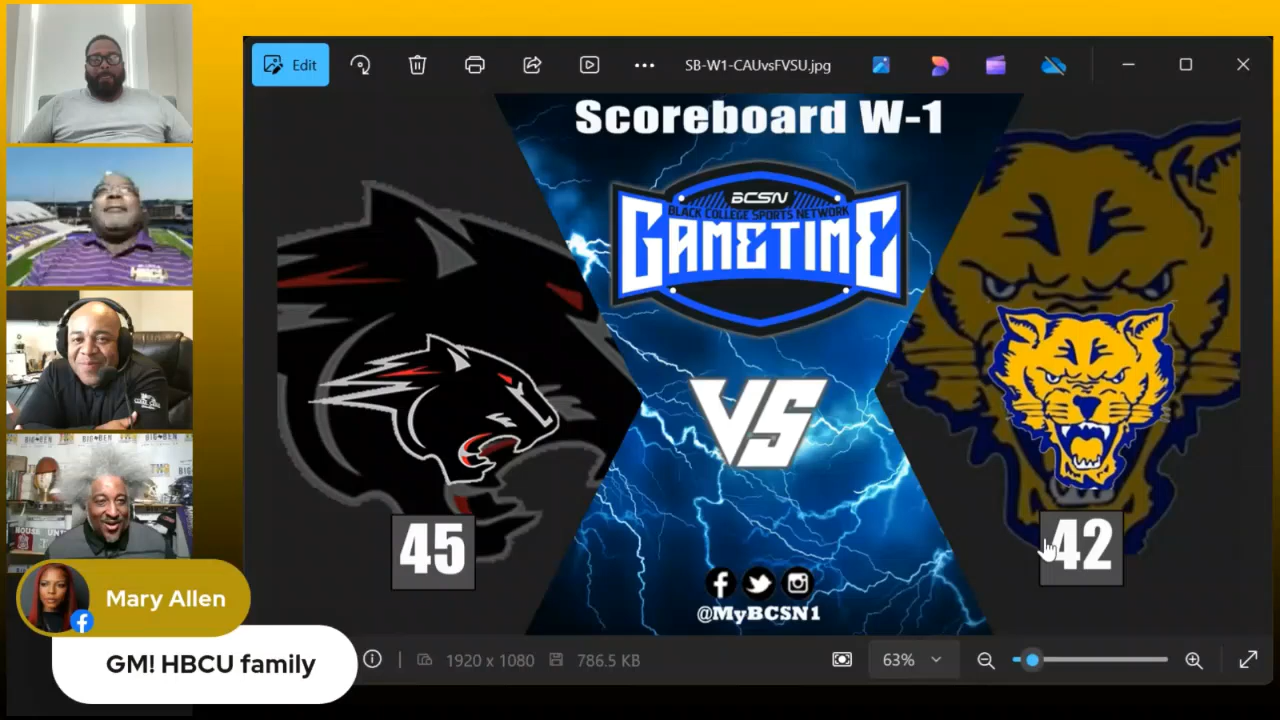 Edit
SB-W1-CAUvsFVSU.jpg
Scoreboard W-1
BCSN
BLACK COLLEGE SPORTS NETWORK
GAMETIME
VS
45
42
@MyBCSN1
1920 x 1080
786.5 KB
63%
Mary Allen
GM! HBCU family